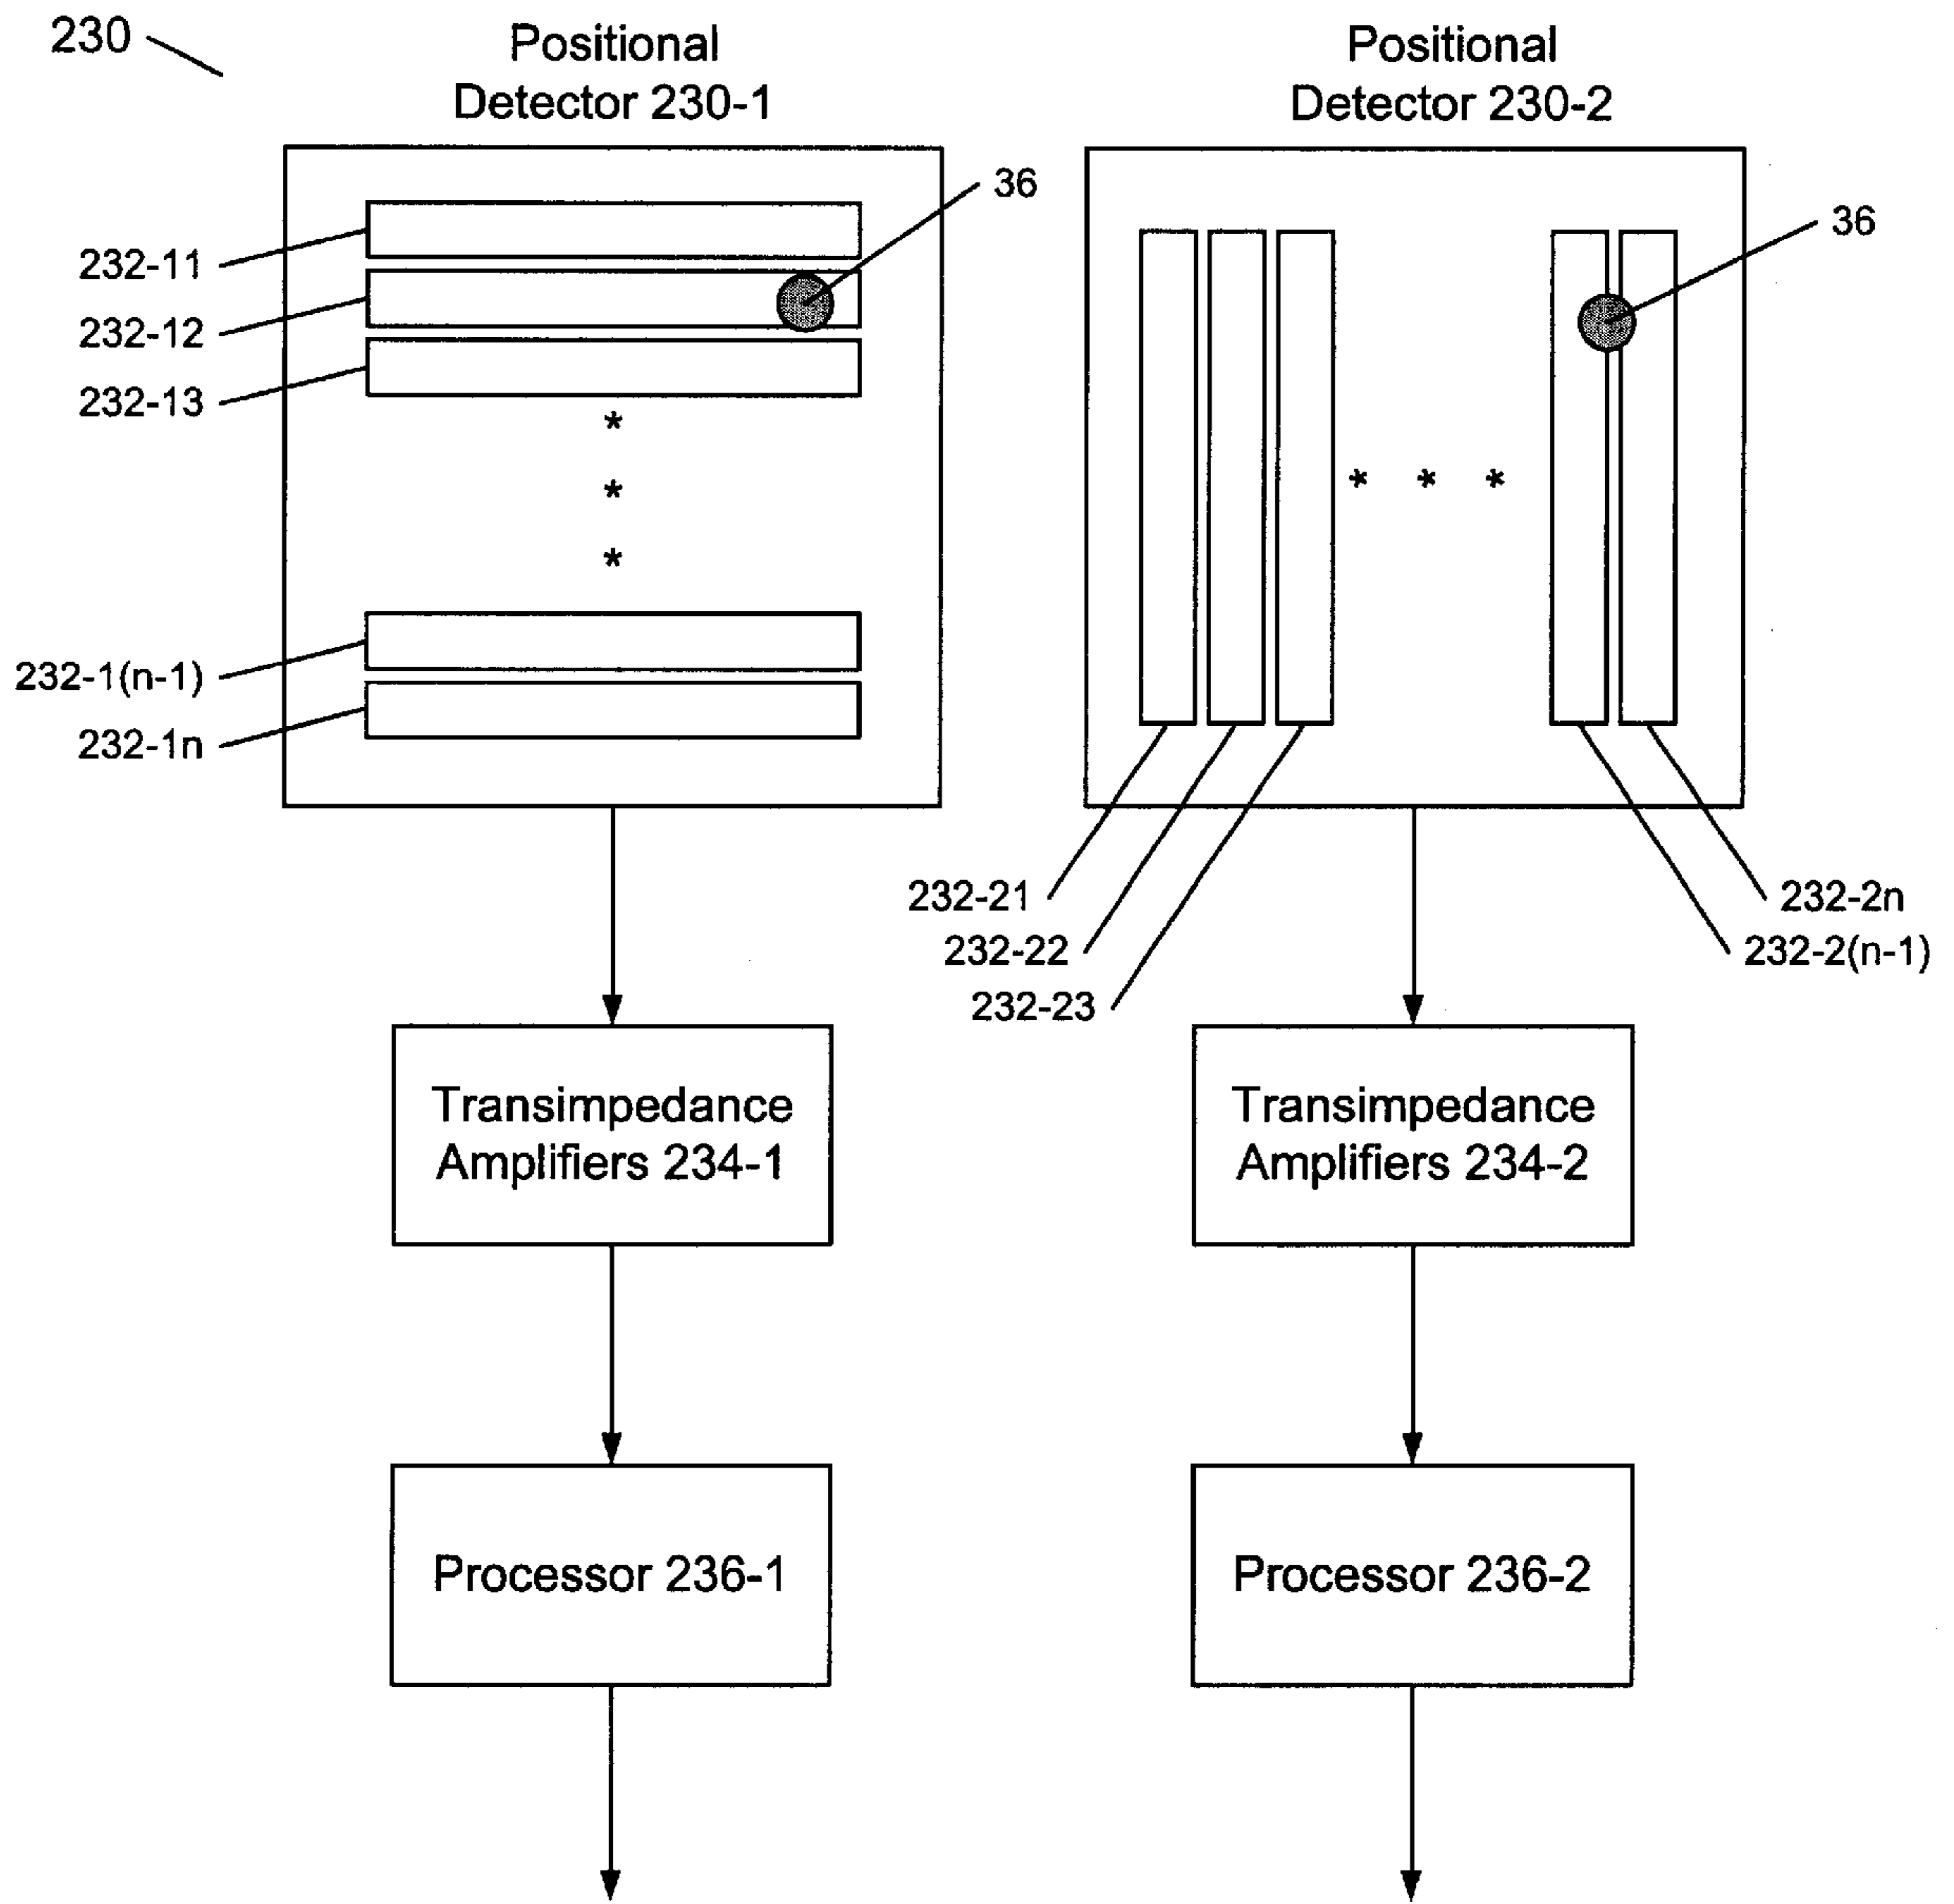 230
Positional
Detector 230-1
Positional
Detector 230-2
36
36
232-11
232-12
232-13
*
*
*
* * *
232-1(n-1)
232-1n
232-21
232-22
232-23
232-2n
232-2(n-1)
Transimpedance
Amplifiers 234-1
Transimpedance
Amplifiers 234-2
Processor 236-1
Processor 236-2